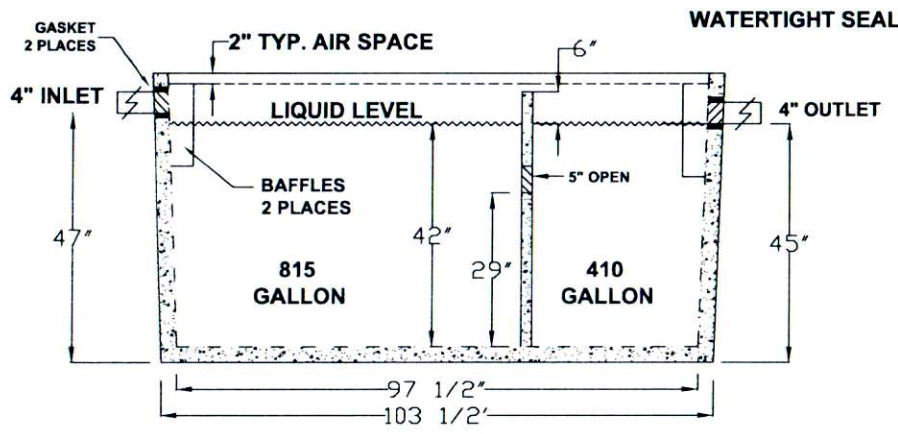 WATERTIGHT SEAL
GASKET
2 PLACES
2" TYP. AIR SPACE
6"
4" INLET
LIQUID LEVEL
4" OUTLET
BAFFLES
2 PLACES
5" OPEN
47"
42"
29"
45"
815
GALLON
410
GALLON
97 1/2"
103 1/2'